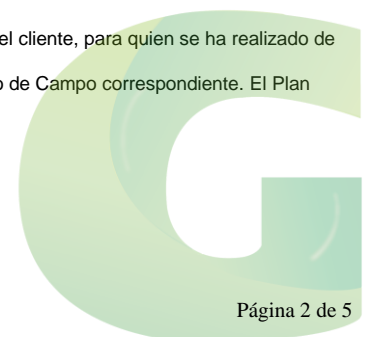 el cliente, para quien se ha realizado de
o de Campo correspondiente. El Plan
G
Página 2 de 5